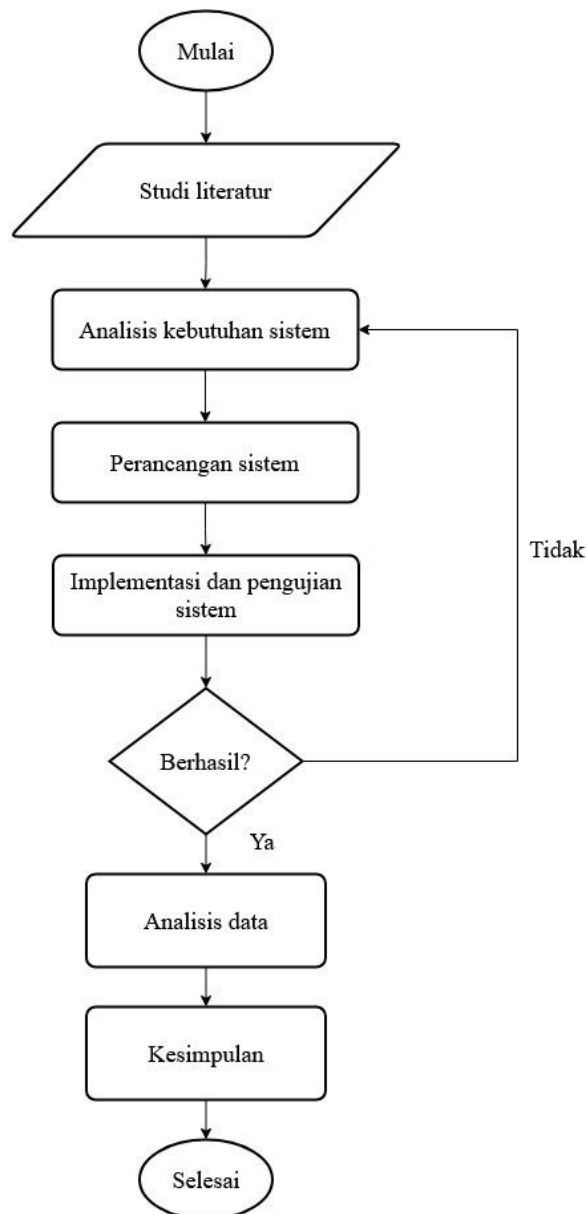 Mulai
Studi literatur
Analisis kebutuhan sistem
Perancangan sistem
Tidak
Implementasi dan pengujian
sistem
Berhasil?
Ya
Analisis data
Kesimpulan
Selesai